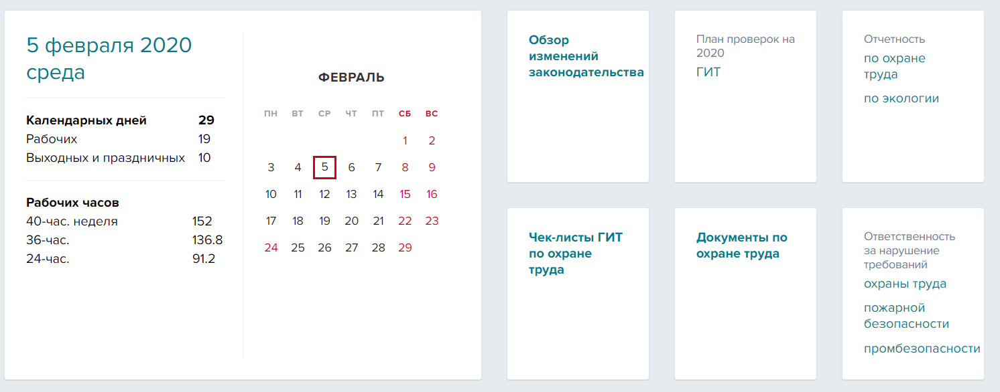 5 февраля 2020
среда
Календарных дней 29
Рабочих 19
Выходных и праздничных 10
Рабочих часов
40-час. неделя 152
36-час. 136.8
24-час. 91.2
ФЕВРАЛЬ
ПН ВТ СР ЧТ ПТ СБ ВС
1 2
3 4 5 6 7 8 9
10 11 12 13 14 15 16
17 18 19 20 21 22 23
24 25 26 27 28 29
Обзор
изменений
законодательства
План проверок на
2020
ГИТ
Отчетность
по охране
труда
по экологии
Чек-листы ГИТ
по охране
труда
Документы по
охране труда
Ответственность
за нарушение
требований
охраны труда
пожарной
безопасности
промбезопасности